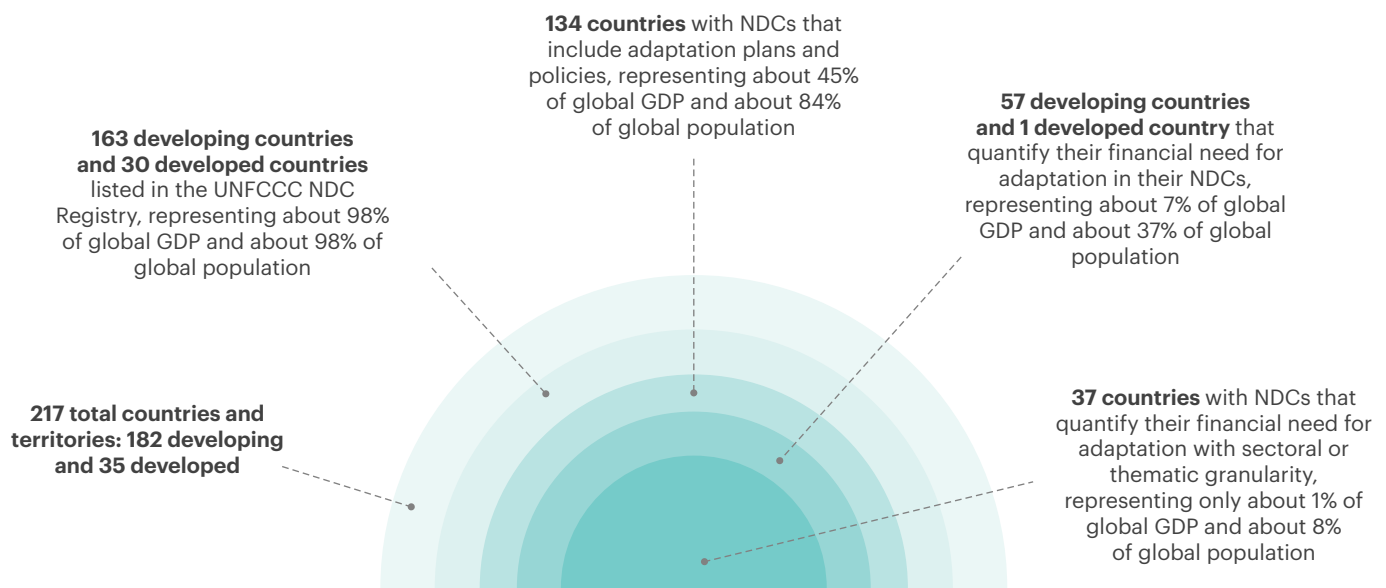 217 total countries and
territories: 182 developing
and 35 developed
163 developing countries
and 30 developed countries
listed in the UNFCCC NDC
Registry, representing about 98%
of global GDP and about 98% of
global population
134 countries with NDCs that
include adaptation plans and
policies, representing about 45%
of global GDP and about 84%
of global population
57 developing countries
and 1 developed country that
quantify their financial need for
adaptation in their NDCs,
representing about 7% of global
GDP and about 37% of global
population
37 countries with NDCs that
quantify their financial need for
adaptation with sectoral or
thematic granularity,
representing only about 1% of
global GDP and about 8%
of global population